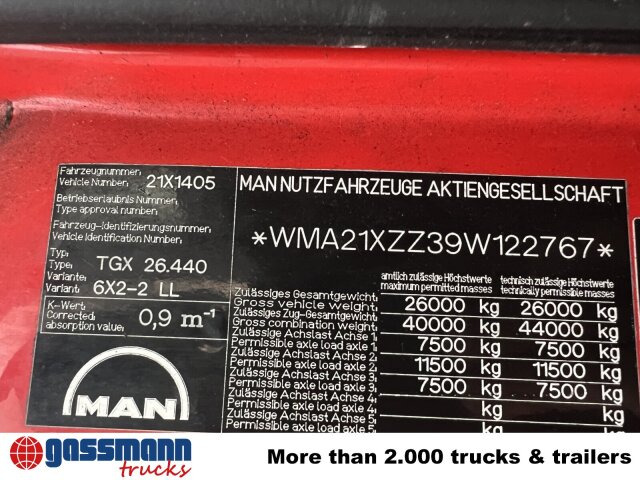 Fahrzeugnummer:
Vehicle Number: 21X1405
Betriebserlaubnis Nummer:
Type approval number:
Fahrzeug-Identifizierungsnummer:
Vehicle Identification Number:
Typ:
Type: TGX 26.440
Variante:
Variant: 6X2-2 LL
K-Wert:
Corrected absorption value: 0,9 m⁻¹
MAN
MAN NUTZFAHRZEUGE AKTIENGESELLSCHAFT
*WMA21XZZ39W122767*
amtlich zulässige Höchstwerte technisch zulässige Höchstwerte
maximum permitted masses technically permissible masses
Zulässiges Gesamtgewicht:
Gross vehicle weight: 26000 kg 26000 kg
Zulässiges Zug-Gesamtgewicht:
Gross combination weight: 40000 kg 44000 kg
Zulässige Achslast Achse 1:
Permissible axle load axle 1: 7500 kg 7500 kg
Zulässige Achslast Achse 2:
Permissible axle load axle 2: 11500 kg 11500 kg
Zulässige Achslast Achse 3:
Permissible axle load axle 3: 7500 kg 7500 kg
Zulässige Achslast Achse 4:
Permissible axle load axle 4: kg kg
Zulässige Achslast Achse 5:
Permissible axle load axle 5: kg kg
gassmann
trucks
More than 2.000 trucks & trailers